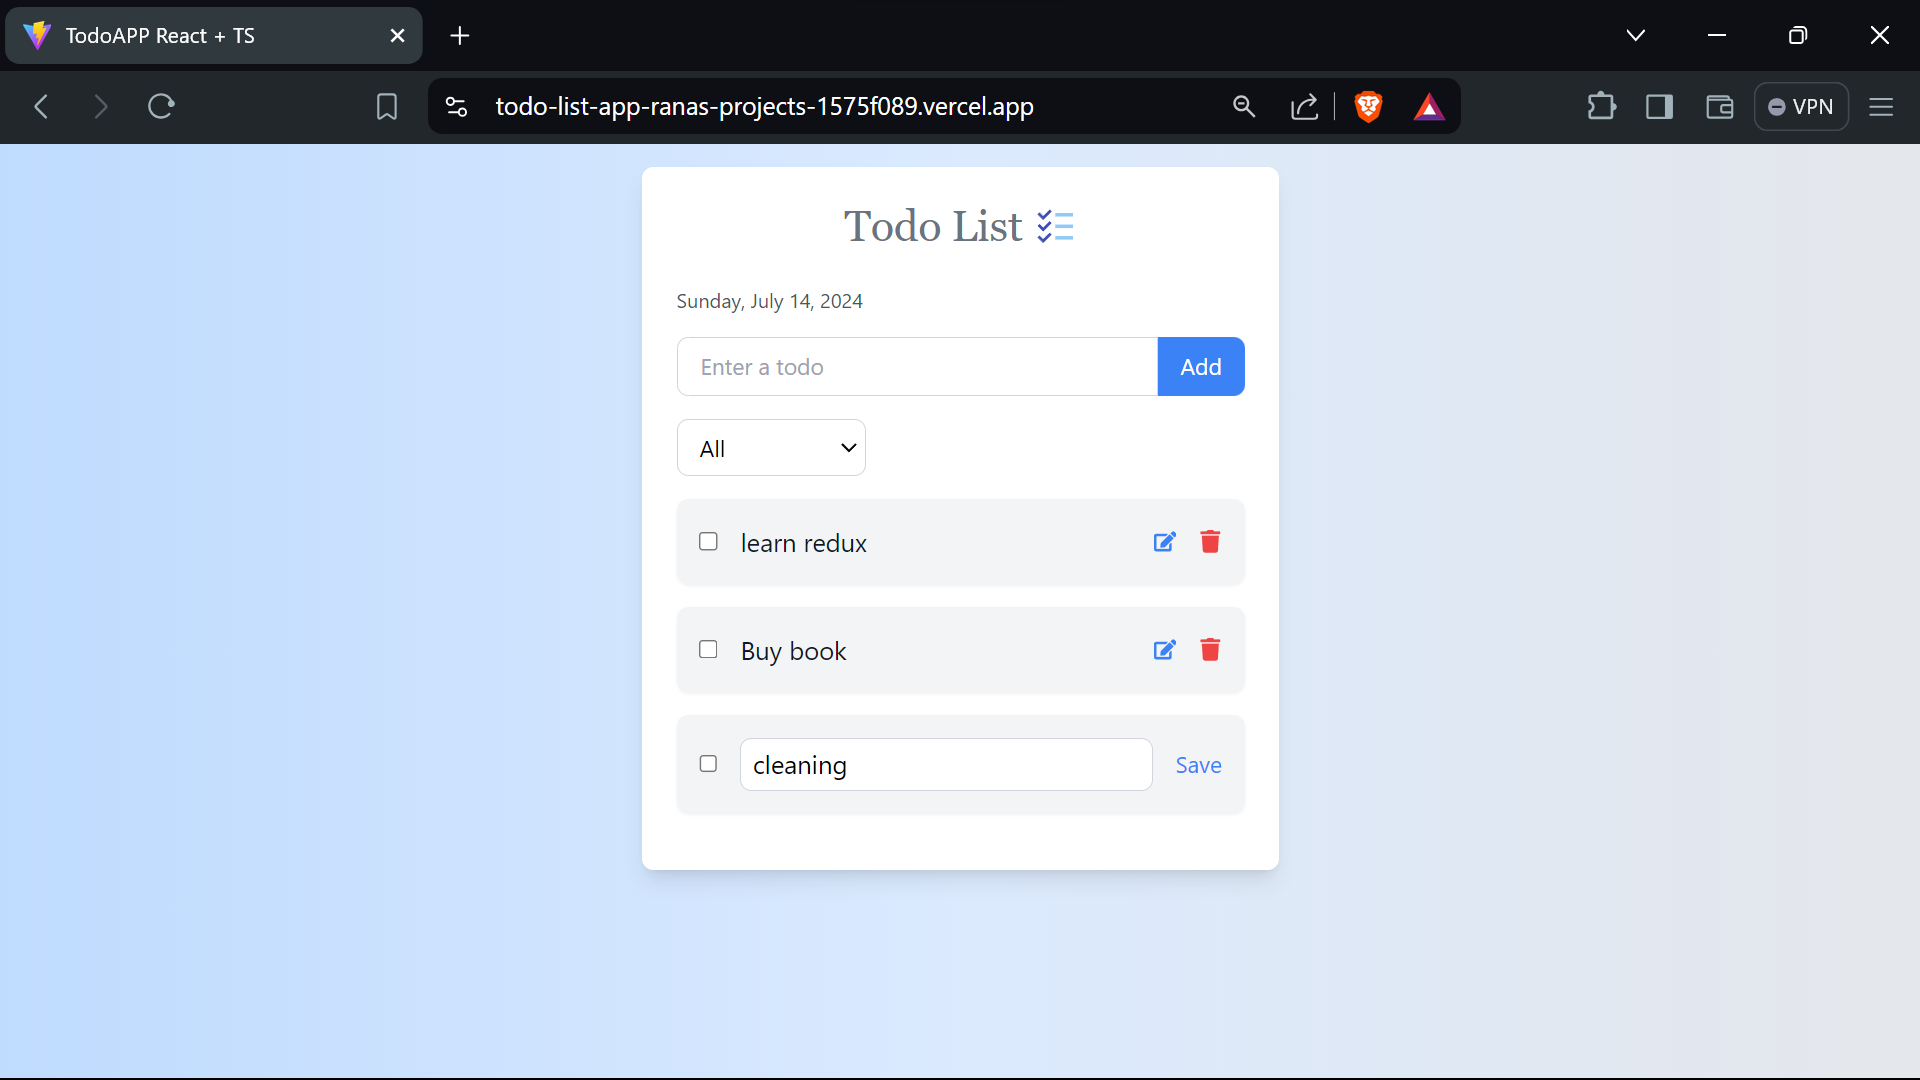 TodoAPP React + TS
todo-list-app-ranas-projects-1575f089.vercel.app
VPN
Todo List
Sunday, July 14, 2024
Enter a todo
Add
All
learn redux
Buy book
cleaning
Save